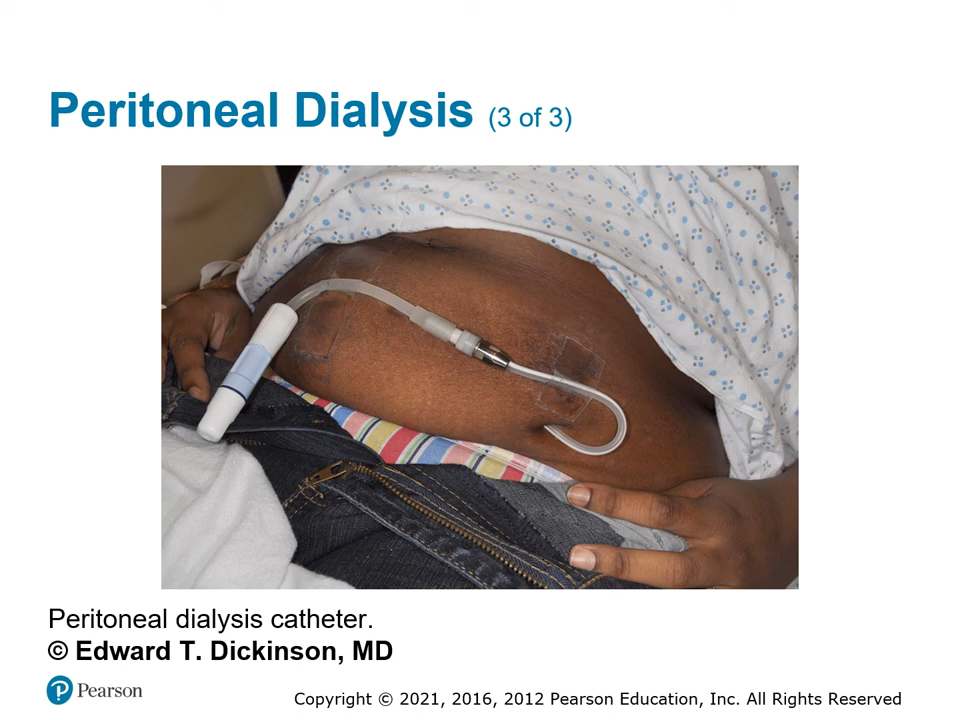 Peritoneal Dialysis (3 of 3)
Peritoneal dialysis catheter.
© Edward T. Dickinson, MD
Pearson
Copyright © 2021, 2016, 2012 Pearson Education, Inc. All Rights Reserved